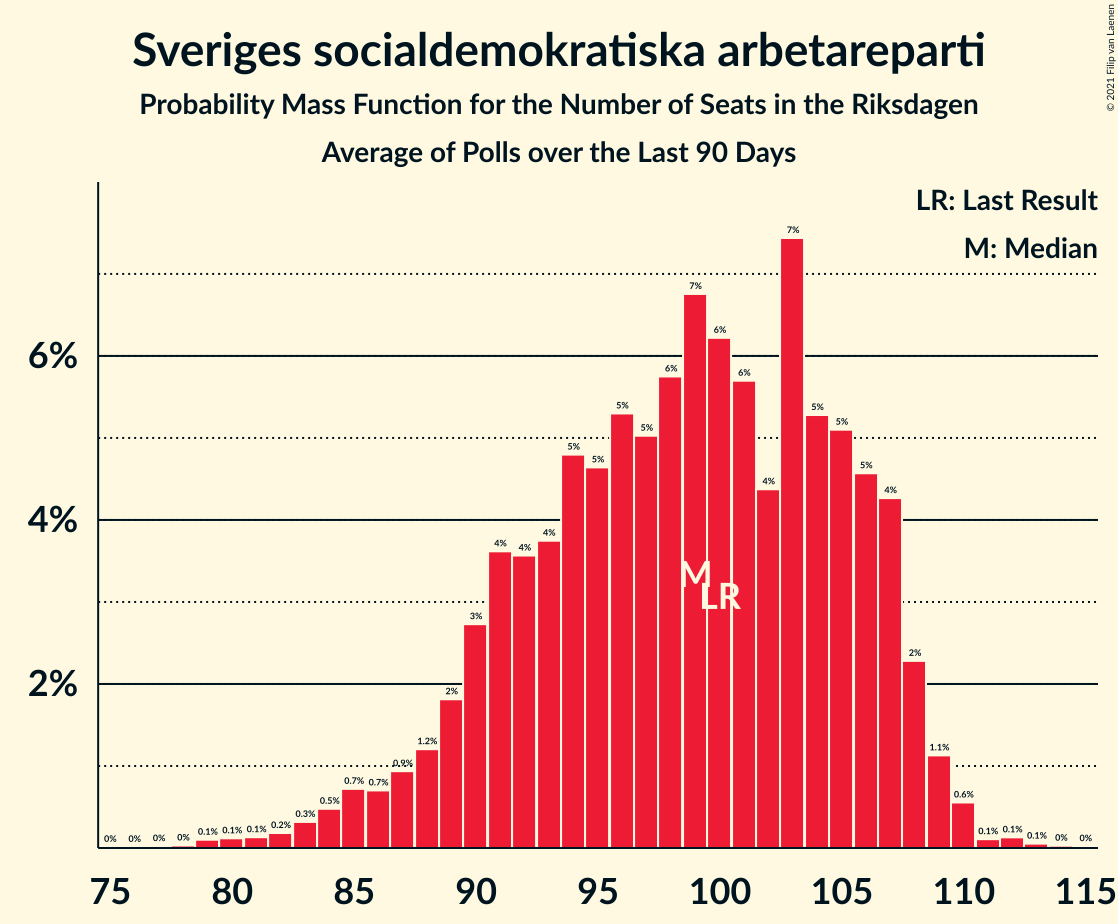 Sveriges socialdemokratiska arbetareparti
Probability Mass Function for the Number of Seats in the Riksdagen
Average of Polls over the Last 90 Days
© 2021 Filip van Laenen
LR: Last Result
M: Median
6%
4%
2%
0% 0% 0% 0% 0.1% 0.1% 0.1% 0.2% 0.3% 0.5% 0.7% 0.7% 0.9% 1.2% 2% 3% 4% 4% 4% 5% 5% 5% 5% 6% 7% 6% 6% 4% 7% 5% 5% 5% 4% 2% 1.1% 0.6% 0.1% 0.1% 0.1% 0% 0%
M
LR
75 80 85 90 95 100 105 110 115